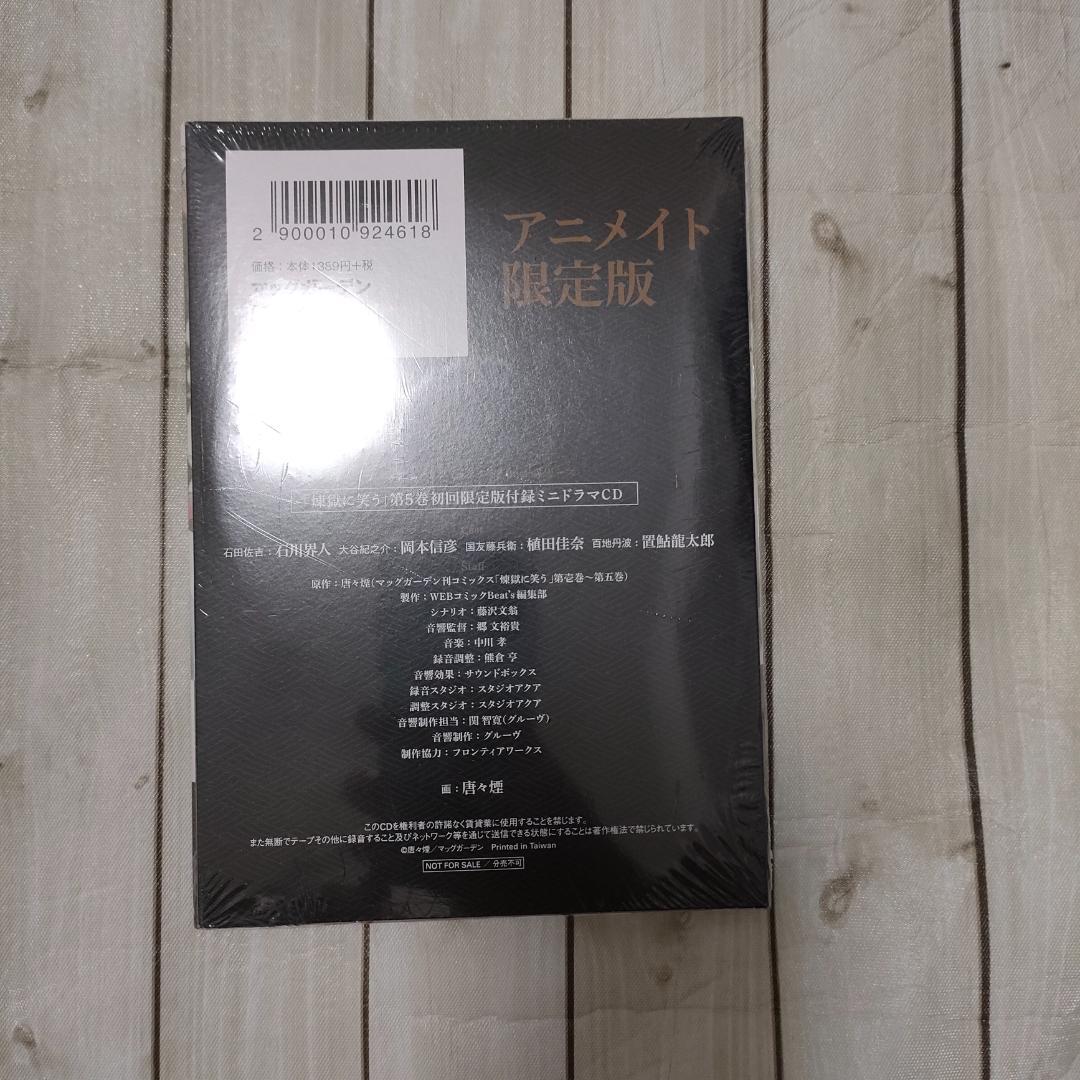 2 900010 924618
価格：本体1389円+税
マッグガーデン
アニメイト
限定版
「煉獄に笑う」第5巻初回限定版付録ミニドラマCD
石田佐吉：石川界人 大谷紀之介：岡本信彦 国友藤兵衛：植田佳奈 百地丹波：置鮎龍太郎
Staff
原作：唐々煙（マッグガーデン刊コミックス「煉獄に笑う」第壱巻〜第五巻）
製作：WEBコミックBeat's編集部
シナリオ：藤沢文翁
音響監督：郷 文裕貴
音楽：中川 孝
録音調整：熊倉 亨
音響効果：サウンドボックス
録音スタジオ：スタジオアクア
調整スタジオ：スタジオアクア
音響制作担当：関 智寛（グルーヴ）
音響制作：グルーヴ
制作協力：フロンティアワークス
画：唐々煙
このCDを権利者の許諾なく賃貸業に使用することを禁じます。
また無断でテープその他に録音すること及びネットワーク等を通じて送信できる状態にすることは著作権法で禁じられています。
©唐々煙／マッグガーデン Printed in Taiwan
NOT FOR SALE ／ 分売不可